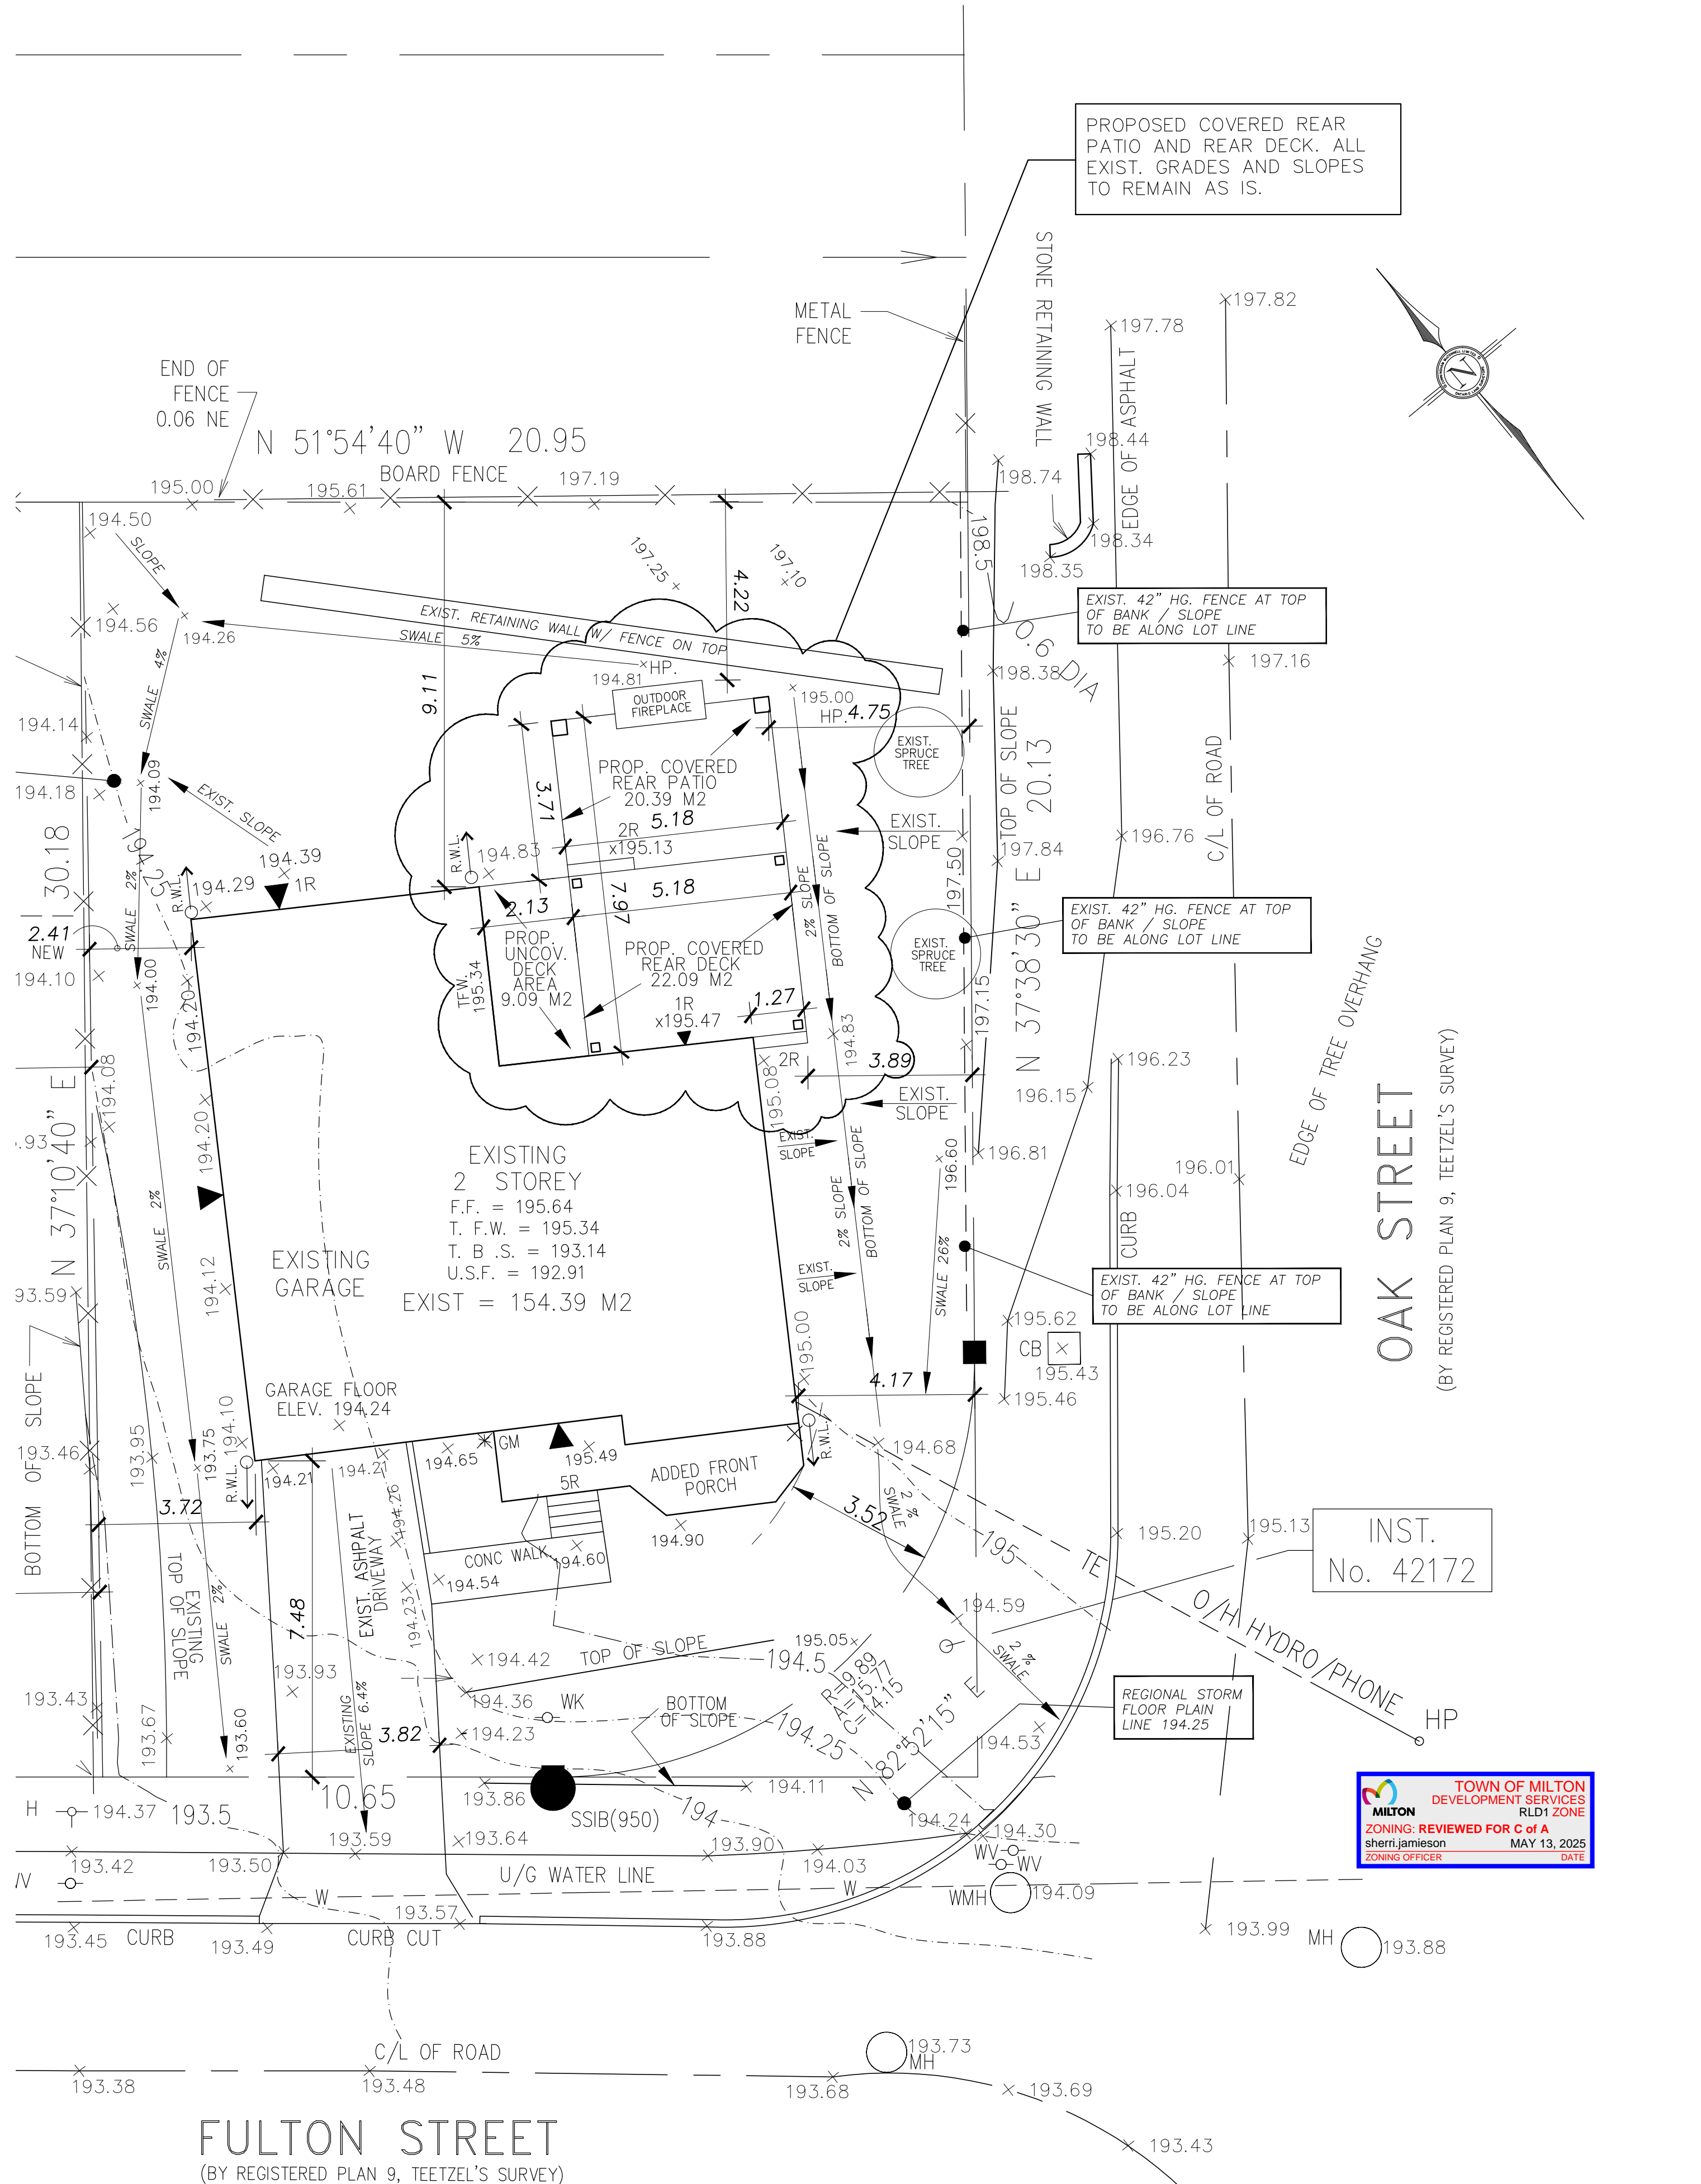 PROPOSED COVERED REAR
PATIO AND REAR DECK. ALL
EXIST. GRADES AND SLOPES
TO REMAIN AS IS.
STONE RETAINING WALL
METAL
FENCE
197.82
197.78
EDGE OF ASPHALT
N
END OF
FENCE
0.06 NE
N 51°54'40" W 20.95
BOARD FENCE
195.00
195.61
197.19
198.44
198.74
198.34
198.35
198.5
0.6 DIA
194.50
SLOPE
197.25
197.10
4.22
EXIST. 42" HG. FENCE AT TOP
OF BANK / SLOPE
TO BE ALONG LOT LINE
194.56
194.26
EXIST. RETAINING WALL W/ FENCE ON TOP
SWALE 5%
HP.
194.81
197.16
198.38
SWALE 4%
9.11
OUTDOOR
FIREPLACE
195.00
HP.
4.75
194.14
EXIST.
SPRUCE
TREE
TOP OF SLOPE
C/L OF ROAD
194.18
194.09
EXIST. SLOPE
PROP. COVERED
REAR PATIO
20.39 M2
3.71
5.18
2R
x195.13
EXIST.
SLOPE
196.76
197.84
197.50
30.18
194.25
194.39
1R
194.29
R.W.L.
R.W.L.
194.83
SWALE 2%
2% SLOPE
BOTTOM OF SLOPE
N 37°38'30" E 20.13
2.41
NEW
2.13
7.97
5.18
EXIST. 42" HG. FENCE AT TOP
OF BANK / SLOPE
TO BE ALONG LOT LINE
PROP.
UNCOV.
DECK
AREA
9.09 M2
PROP. COVERED
REAR DECK
22.09 M2
EXIST.
SPRUCE
TREE
EDGE OF TREE OVERHANG
194.10
194.00
194.20
T.F.W.
195.34
1R
x195.47
1.27
197.15
194.83
2R
3.89
195.08
196.23
196.15
194.08
194.20
EXIST.
SLOPE
EXIST.
SLOPE
N 37°10'40" E
EXISTING
2 STOREY
F.F. = 195.64
T. F.W. = 195.34
T. B .S. = 193.14
U.S.F. = 192.91
EXIST = 154.39 M2
196.60
196.81
196.01
196.04
CURB
OAK STREET
(BY REGISTERED PLAN 9, TEETZEL'S SURVEY)
SWALE 2%
EXISTING
GARAGE
194.12
2% SLOPE
BOTTOM OF SLOPE
EXIST.
SLOPE
SWALE 26%
EXIST. 42" HG. FENCE AT TOP
OF BANK / SLOPE
TO BE ALONG LOT LINE
93.59
195.62
CB
195.43
195.46
195.00
4.17
BOTTOM OF SLOPE
GARAGE FLOOR
ELEV. 194.24
193.46
193.95
193.75
194.10
R.W.L.
194.21
194.21
194.65
GM
195.49
5R
ADDED FRONT
PORCH
R.W.L.
194.68
3.72
194.26
194.90
3.52
2 %
SWALE
195
195.20
195.13
INST.
No. 42172
TE
O/H HYDRO/PHONE
HP
CONC WALK
194.60
194.54
TOP OF SLOPE
EXISTING
SWALE 2%
7.48
EXIST. ASHPALT
DRIVEWAY
194.23
194.59
2 %
SWALE
193.93
194.42
TOP OF SLOPE
195.05
194.5
R=9.89
A=15.77
C=14.15
193.43
193.67
193.60
194.36
WK
194.23
BOTTOM
OF SLOPE
194.25
N 82°52'15" E
REGIONAL STORM
FLOOR PLAIN
LINE 194.25
EXISTING
SLOPE 6.4%
3.82
194.53
10.65
193.86
194.11
SSIB(950)
194
H
194.37
193.5
193.59
193.64
193.90
194.24
194.30
TOWN OF MILTON
DEVELOPMENT SERVICES
RLD1 ZONE
MILTON
ZONING: REVIEWED FOR C of A
sherri.jamieson MAY 13, 2025
ZONING OFFICER DATE
193.42
193.50
U/G WATER LINE
194.03
WV
WV
W
W
WMH
194.09
193.45
CURB
193.49
CURB CUT
193.57
193.88
193.99
MH
193.88
C/L OF ROAD
193.73
MH
193.38
193.48
193.68
193.69
FULTON STREET
(BY REGISTERED PLAN 9, TEETZEL'S SURVEY)
193.43